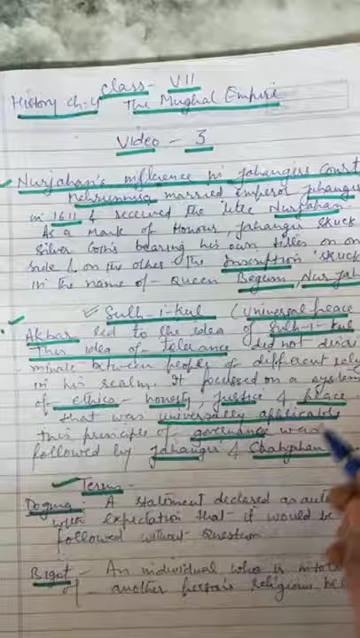 Class - VII
History Ch-4 The Mughal Empire
Video - 3
Nurjahan's influence in Jahangir's Court
Mehrunnisa married emperor Jahangir
in 1611 & received the title Nurjahan.
As a mark of Honour, Jahangir struck
Silver Coins bearing his own titles on one
side & on the other the Inscription 'struck
in the name of Queen Begum, Nur Jah
Sulh-i-kul (Universal peace
Akbar led to the idea of Sulh-i-kul
This idea of tolerance did not discri
minate between people of different reli
in his realm. It focused on a system
of ethics - honesty, justice & peace
that was universally applicable
this principle of governance was
followed by Jahangir & Shahjahan
Terms
Dogma - A statement declared as aut
with expectation that it would be
followed without question
Bigot - An individual who is intole
of another person's religious bel